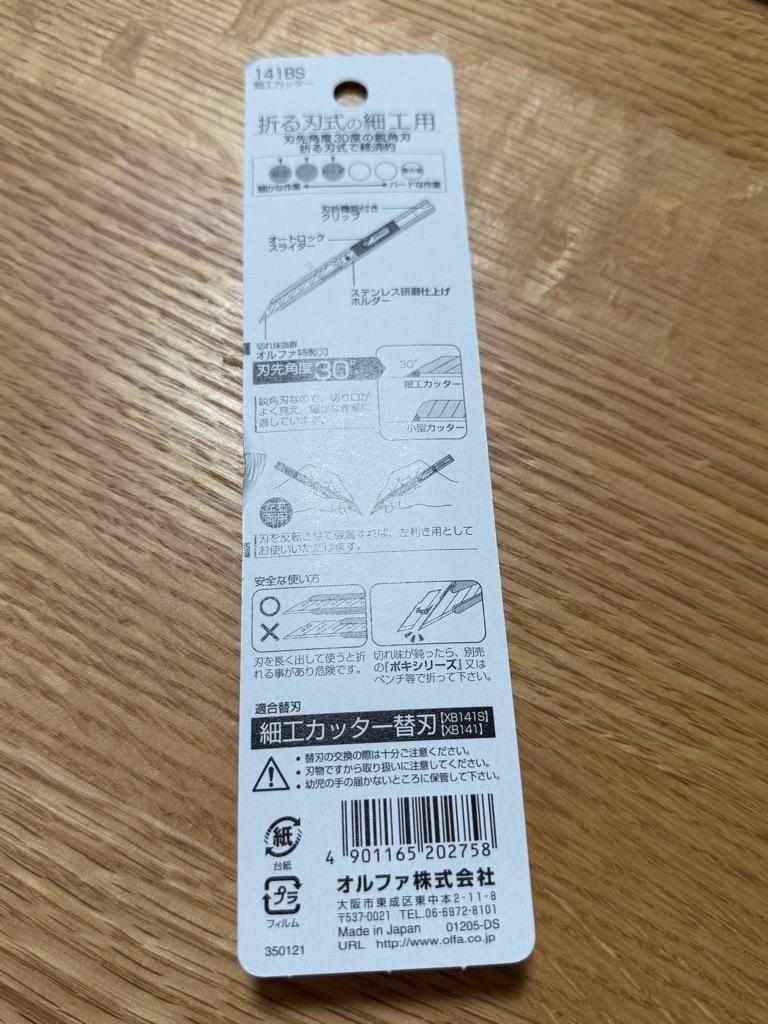 141BS
細工カッター
折る刃式の細工用
刃先角度30度の鋭角刃
折る刃式で経済的
細かな作業 ハードな作業
刃折機能付き
クリップ
オートロック
スライダー
ステンレス研磨仕上げ
ホルダー
切れ味抜群
オルファ特製刃
刃先角度30°
鋭角刃なので、切り口が
よく見え、細かな作業に
適しています。
30°
細工カッター
小型カッター
左右
両用
刃を反転させて装着すれば、左利き用として
お使いいただけます。
安全な使い方
刃を長く出して使うと折
れる事があり危険です。
切れ味が鈍ったら、別売
の「ポキシリーズ」又は
ペンチ等で折って下さい。
適合替刃
細工カッター替刃【XB141S】【XB141】
・替刃の交換の際は十分ご注意ください。
・刃物ですから取り扱いに注意してください。
・幼児の手の届かないところに保管して下さい。
紙
台紙
プラ
フィルム
350121
4 901165 202758
オルファ株式会社
大阪市東成区東中本2-11-8
〒537-0021 TEL.06-6972-8101
Made in Japan 01205-DS
URL http://www.olfa.co.jp